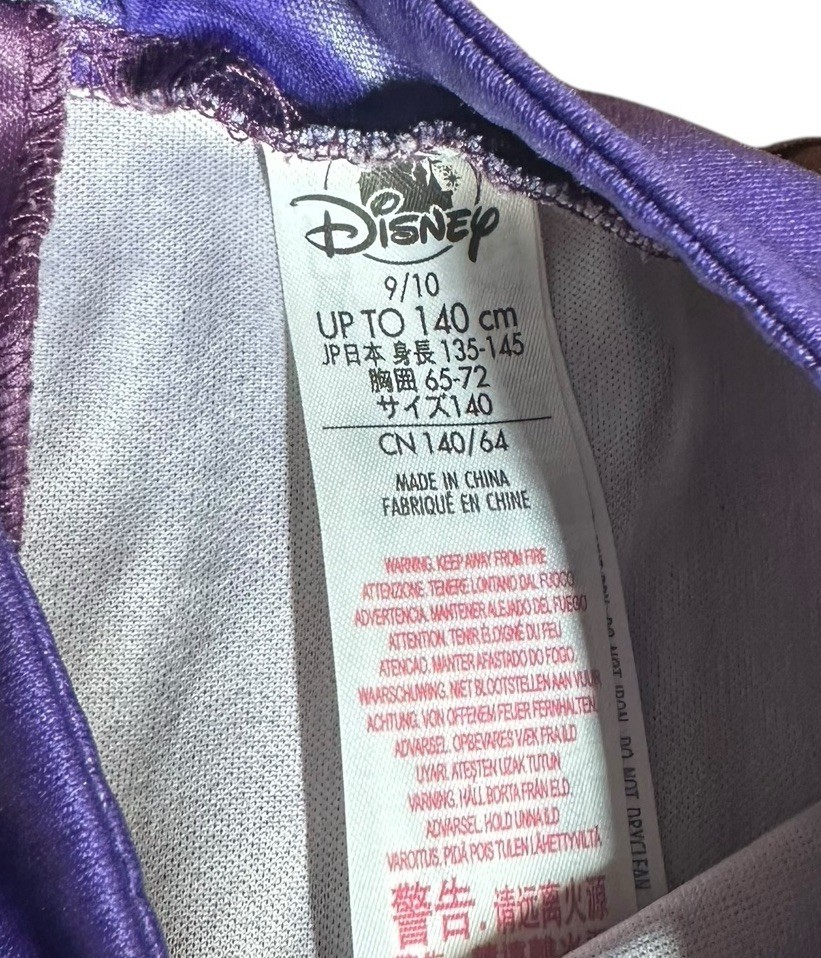 Disney
9/10
UP TO 140 cm
JP日本 身長 135-145
胸囲 65-72
サイズ140
CN 140/64
MADE IN CHINA
FABRIQUÉ EN CHINE
WARNING. KEEP AWAY FROM FIRE
ATTENZIONE. TENERE LONTANO DAL FUOCO
ADVERTENCIA. MANTENER ALEJADO DEL FUEGO
ATTENTION. TENIR ÉLOIGNÉ DU FEU
ATENCAO. MANTER AFASTADO DO FOGO.
WAARSCHUWING. NIET BLOOTSTELLEN AAN VUUR
ACHTUNG. VON OFFENEM FEUER FERNHALTEN.
ADVARSEL. OPBEVARES VÆK FRA ILD
UYARI. ATEŞTEN UZAK TUTUN
VARNING. HÅLL BORTA FRÅN ELD.
ADVARSEL. HOLD UNNA ILD
VAROITUS. PIDÄ POIS TULEN LÄHETTYVILTÄ
警告. 请远离火源
DO NOT IRON. DO NOT DRYCLEAN